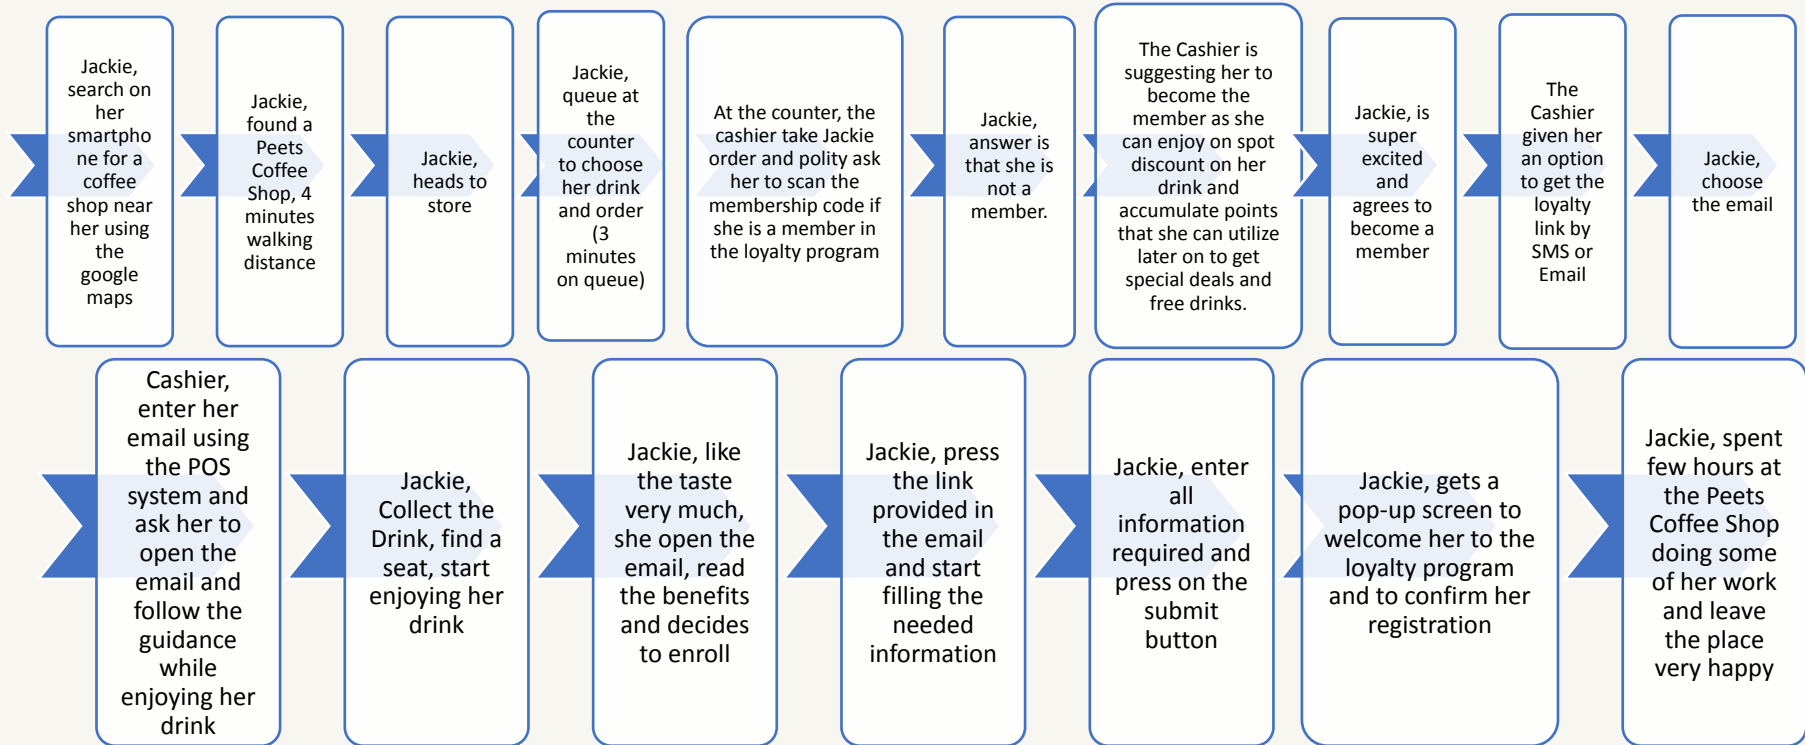 Jackie,
search on
her
smartpho
ne for a
coffee
shop near
her using
the
google
maps
Jackie,
found a
Peets
Coffee
Shop, 4
minutes
walking
distance
Jackie,
heads to
store
Jackie,
queue at
the
counter
to choose
her drink
and order
(3
minutes
on queue)
At the counter, the
cashier take Jackie
order and polity ask
her to scan the
membership code if
she is a member in
the loyalty program
Jackie,
answer is
that she is
not a
member.
The Cashier is
suggesting her to
become the
member as she
can enjoy on spot
discount on her
drink and
accumulate points
that she can utilize
later on to get
special deals and
free drinks.
Jackie, is
super
excited
and
agrees to
become a
member
The
Cashier
given her
an option
to get the
loyalty
link by
SMS or
Email
Jackie,
choose
the email
Cashier,
enter her
email using
the POS
system and
ask her to
open the
email and
follow the
guidance
while
enjoying her
drink
Jackie,
Collect the
Drink, find a
seat, start
enjoying her
drink
Jackie, like
the taste
very much,
she open the
email, read
the benefits
and decides
to enroll
Jackie, press
the link
provided in
the email
and start
filling the
needed
information
Jackie, enter
all
information
required and
press on the
submit
button
Jackie, gets a
pop-up screen to
welcome her to the
loyalty program
and to confirm her
registration
Jackie, spent
few hours at
the Peets
Coffee Shop
doing some
of her work
and leave
the place
very happy